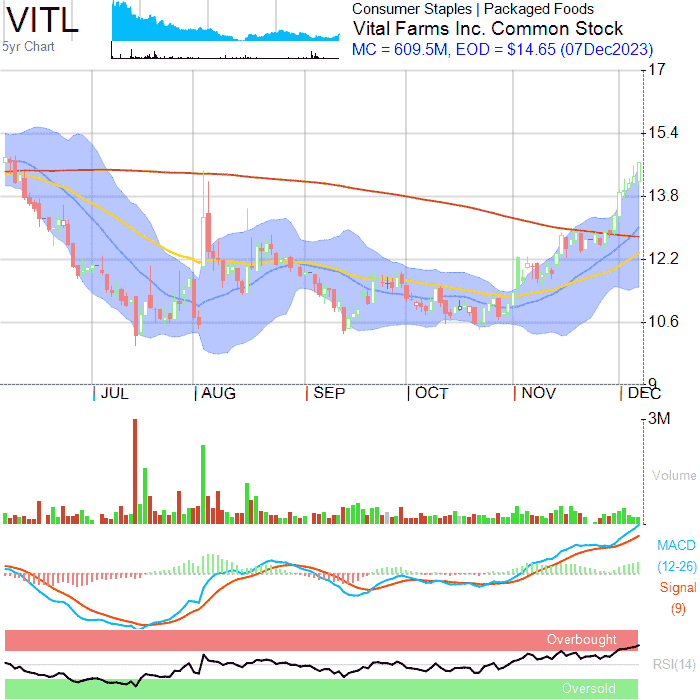 VITL
5yr Chart
Consumer Staples | Packaged Foods
Vital Farms Inc. Common Stock
MC = 609.5M, EOD = $14.65 (07Dec2023)
17
15.4
13.8
12.2
10.6
9
JUL AUG SEP OCT NOV DEC
3M
Volume
MACD
(12-26)
Signal
(9)
Overbought
RSI(14)
Oversold